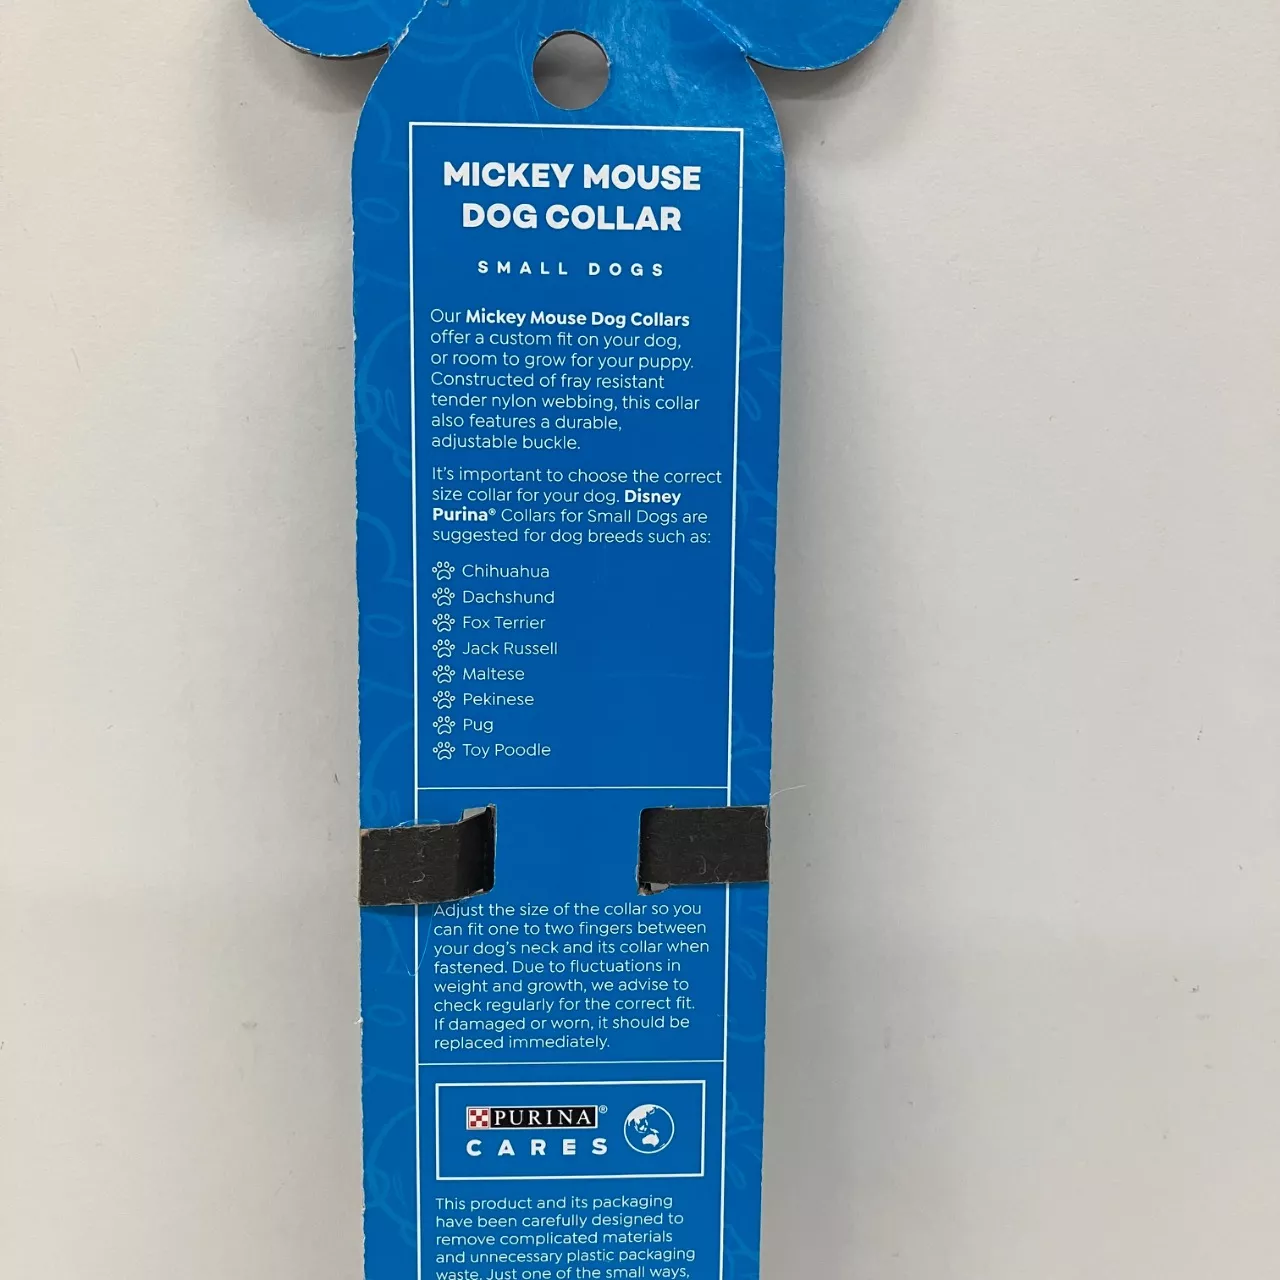 MICKEY MOUSE
DOG COLLAR
SMALL DOGS
Our Mickey Mouse Dog Collars
offer a custom fit on your dog,
or room to grow for your puppy.
Constructed of fray resistant
tender nylon webbing, this collar
also features a durable,
adjustable buckle.
It's important to choose the correct
size collar for your dog. Disney
Purina® Collars for Small Dogs are
suggested for dog breeds such as:
Chihuahua
Dachshund
Fox Terrier
Jack Russell
Maltese
Pekinese
Pug
Toy Poodle
Adjust the size of the collar so you
can fit one to two fingers between
your dog's neck and its collar when
fastened. Due to fluctuations in
weight and growth, we advise to
check regularly for the correct fit.
If damaged or worn, it should be
replaced immediately.
PURINA®
CARES
This product and its packaging
have been carefully designed to
remove complicated materials
and unnecessary plastic packaging
waste. Just one of the small ways,